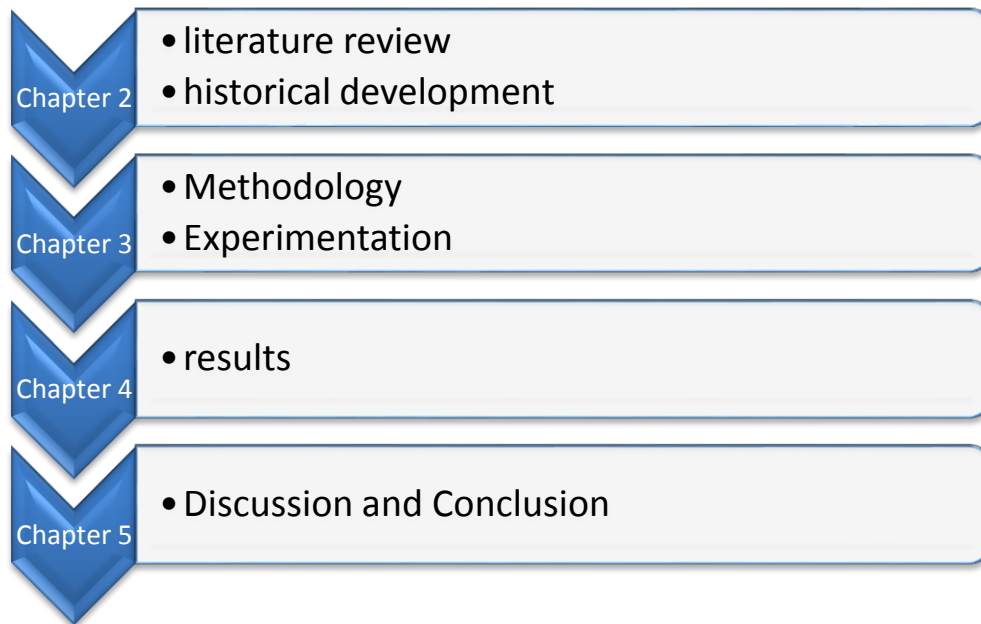 Chapter 2
•literature review
•historical development
Chapter 3
•Methodology
•Experimentation
Chapter 4
•results
Chapter 5
•Discussion and Conclusion